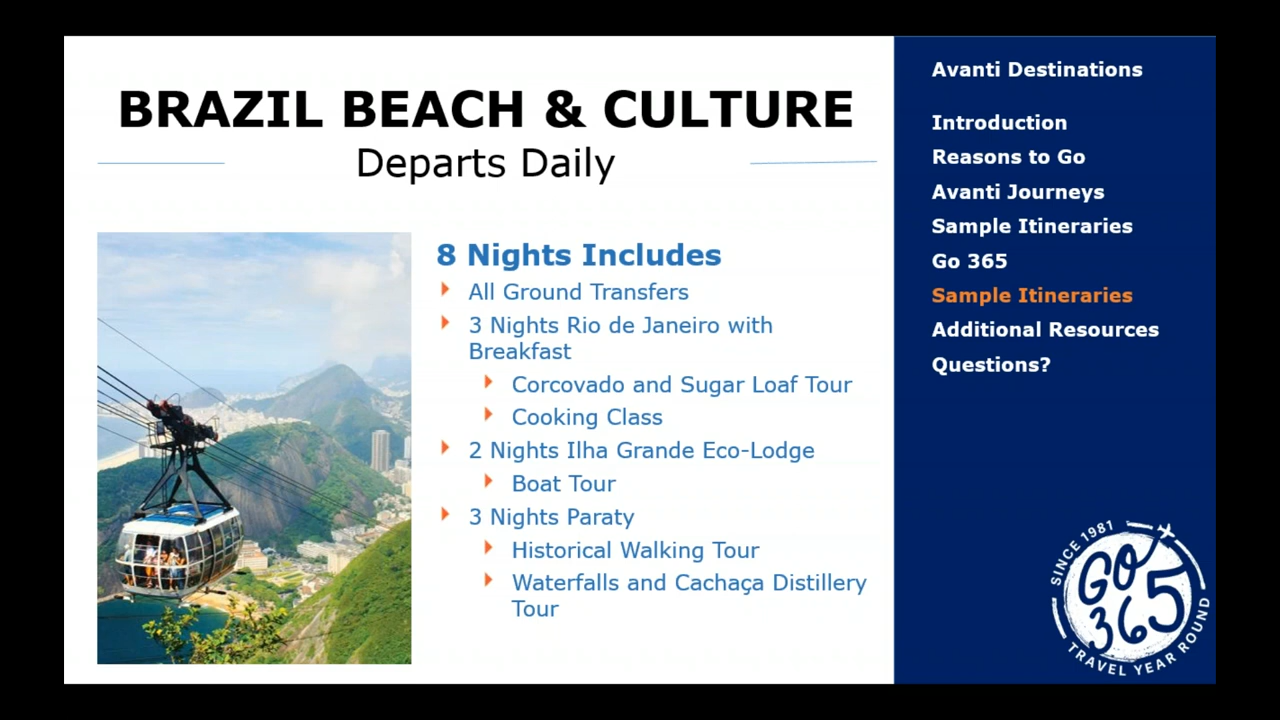 BRAZIL BEACH & CULTURE
Departs Daily
8 Nights Includes
All Ground Transfers
3 Nights Rio de Janeiro with
Breakfast
Corcovado and Sugar Loaf Tour
Cooking Class
2 Nights Ilha Grande Eco-Lodge
Boat Tour
3 Nights Paraty
Historical Walking Tour
Waterfalls and Cachaça Distillery
Tour
Avanti Destinations
Introduction
Reasons to Go
Avanti Journeys
Sample Itineraries
Go 365
Sample Itineraries
Additional Resources
Questions?
SINCE 1981
GO
365
TRAVEL YEAR ROUND